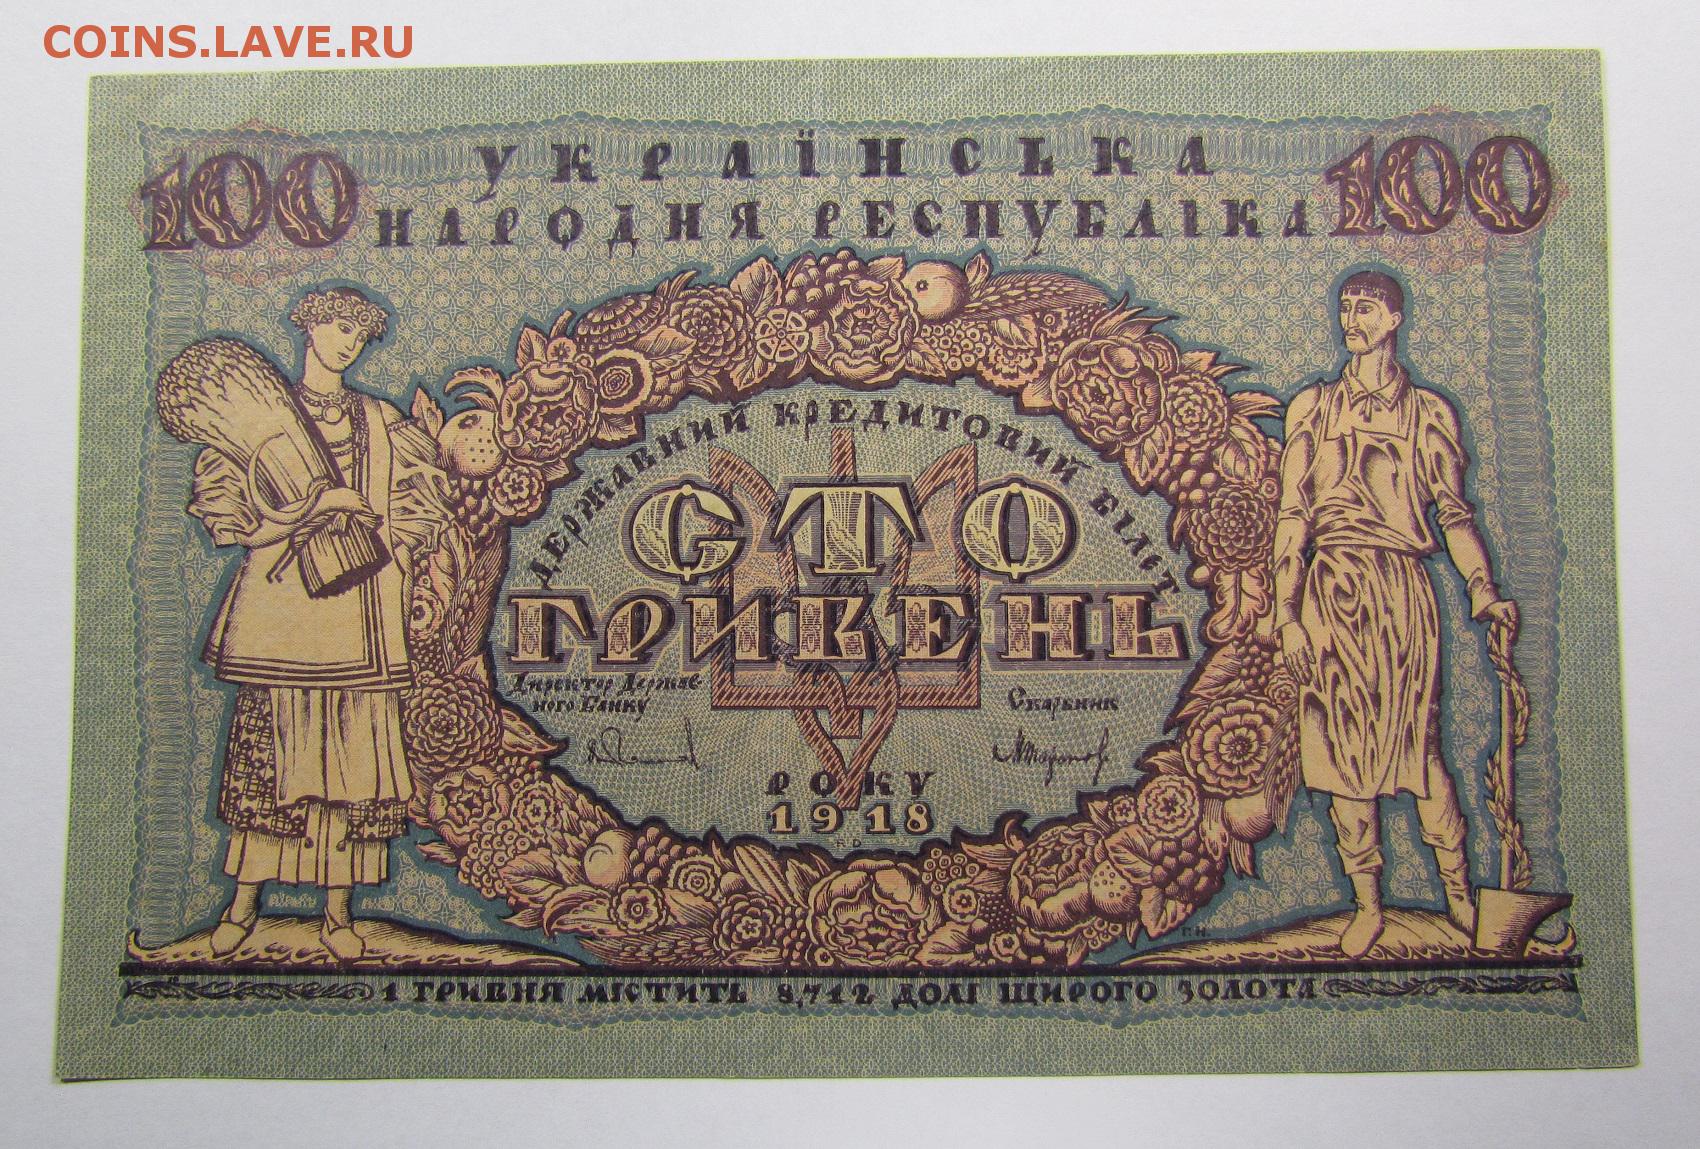 COINS.LAVE.RU
100 УКРАЇНСЬКА 100
НАРОДНЯ РЕСПУБЛІКА
ДЕРЖАВНИЙ КРЕДИТОВИЙ БІЛЕТ
СТО
ГРИВЕНЬ
Директор Держав-
ного Банку
Скарбник
РОКУ
1918
Г.Н.
1 ГРИВНЯ МІСТИТЬ 8,712 ДОЛІ ЩИРОГО ЗОЛОТА